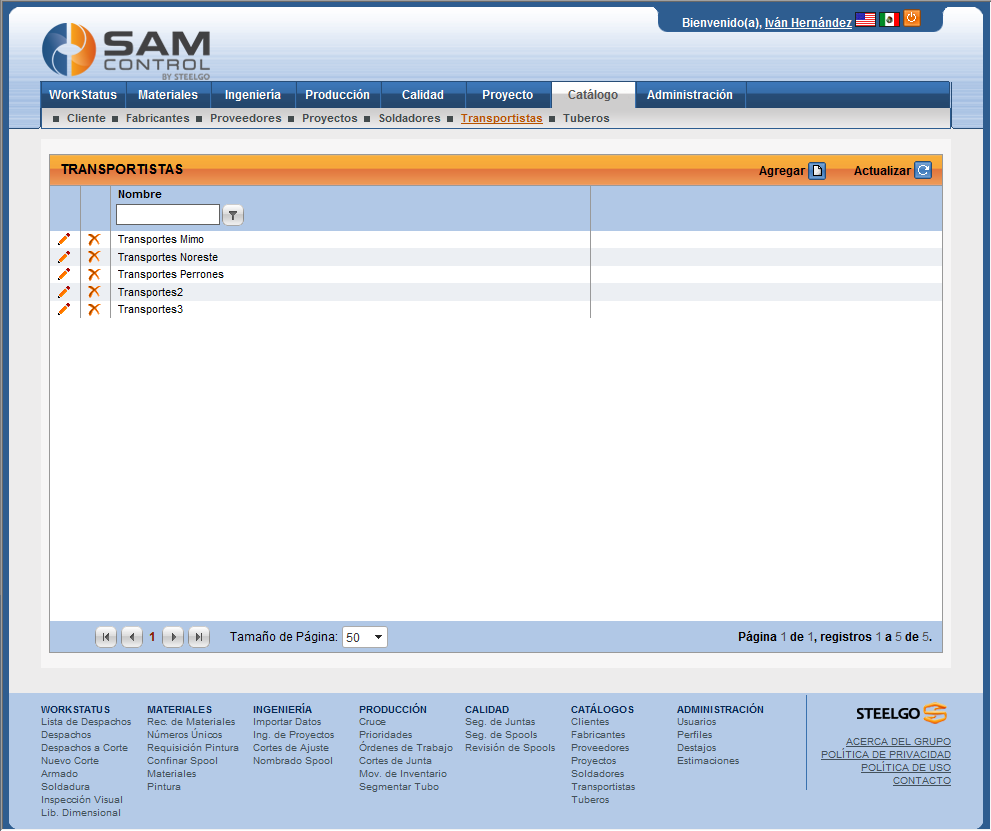 Bienvenido(a), Iván Hernández
SAM
CONTROL
BY STEELGO
WorkStatus Materiales Ingeniería Producción Calidad Proyecto Catálogo Administración
Cliente Fabricantes Proveedores Proyectos Soldadores Transportistas Tuberos
TRANSPORTISTAS Agregar Actualizar
Nombre
Transportes Mimo
Transportes Noreste
Transportes Perrones
Transportes2
Transportes3
1 Tamaño de Página: 50 Página 1 de 1, registros 1 a 5 de 5.
WORKSTATUS
Lista de Despachos
Despachos
Despachos a Corte
Nuevo Corte
Armado
Soldadura
Inspección Visual
Lib. Dimensional
MATERIALES
Rec. de Materiales
Números Únicos
Requisición Pintura
Confinar Spool
Materiales
Pintura
INGENIERÍA
Importar Datos
Ing. de Proyectos
Cortes de Ajuste
Nombrado Spool
PRODUCCIÓN
Cruce
Prioridades
Órdenes de Trabajo
Cortes de Junta
Mov. de Inventario
Segmentar Tubo
CALIDAD
Seg. de Juntas
Seg. de Spools
Revisión de Spools
CATÁLOGOS
Clientes
Fabricantes
Proveedores
Proyectos
Soldadores
Transportistas
Tuberos
ADMINISTRACIÓN
Usuarios
Perfiles
Destajos
Estimaciones
STEELGO
ACERCA DEL GRUPO
POLÍTICA DE PRIVACIDAD
POLÍTICA DE USO
CONTACTO